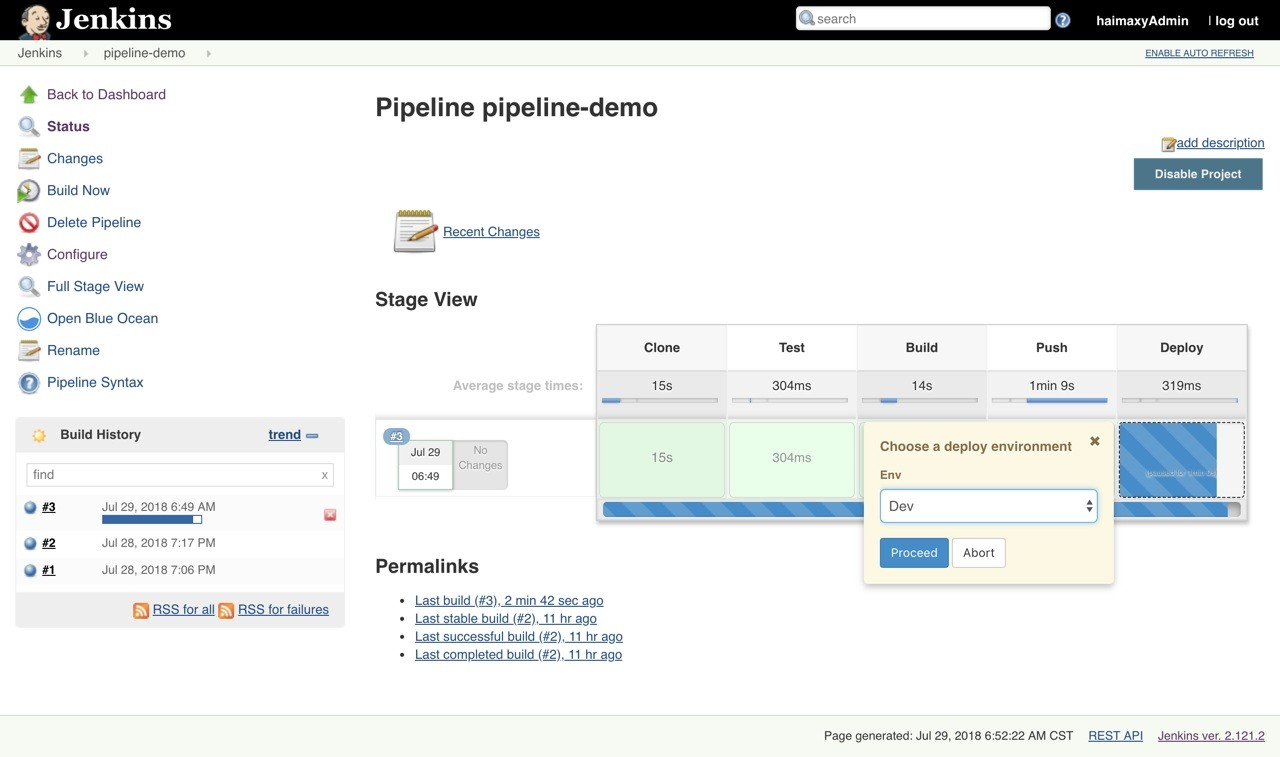 Jenkins
search
haimaxyAdmin
| log out
Jenkins
pipeline-demo
ENABLE AUTO REFRESH
Back to Dashboard
Status
Changes
Build Now
Delete Pipeline
Configure
Full Stage View
Open Blue Ocean
Rename
Pipeline Syntax
Build History
trend
find
x
#3
Jul 29, 2018 6:49 AM
#2
Jul 28, 2018 7:17 PM
#1
Jul 28, 2018 7:06 PM
RSS for all
RSS for failures
Pipeline pipeline-demo
add description
Disable Project
Recent Changes
Stage View
Clone
Test
Build
Push
Deploy
Average stage times:
15s
304ms
14s
1min 9s
319ms
#3
Jul 29
06:49
No
Changes
15s
304ms
Choose a deploy environment
Env
Dev
Proceed
Abort
Permalinks
Last build (#3), 2 min 42 sec ago
Last stable build (#2), 11 hr ago
Last successful build (#2), 11 hr ago
Last completed build (#2), 11 hr ago
Page generated: Jul 29, 2018 6:52:22 AM CST
REST API
Jenkins ver. 2.121.2